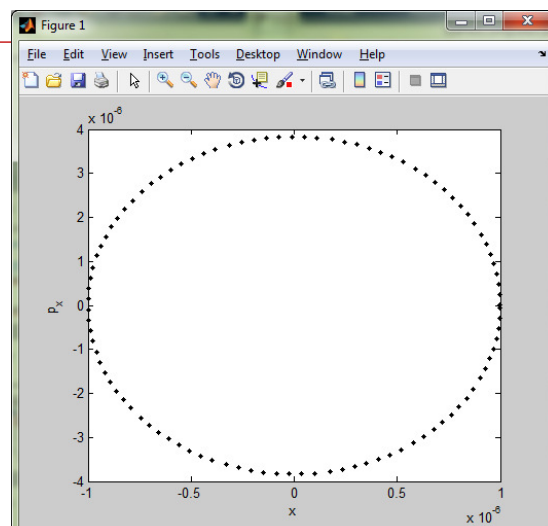 Figure 1
File Edit View Insert Tools Desktop Window Help
x 10⁻⁶
4
3
2
1
0
-1
-2
-3
-4
p_x
-1 -0.5 0 0.5 1
x
x 10⁻⁶